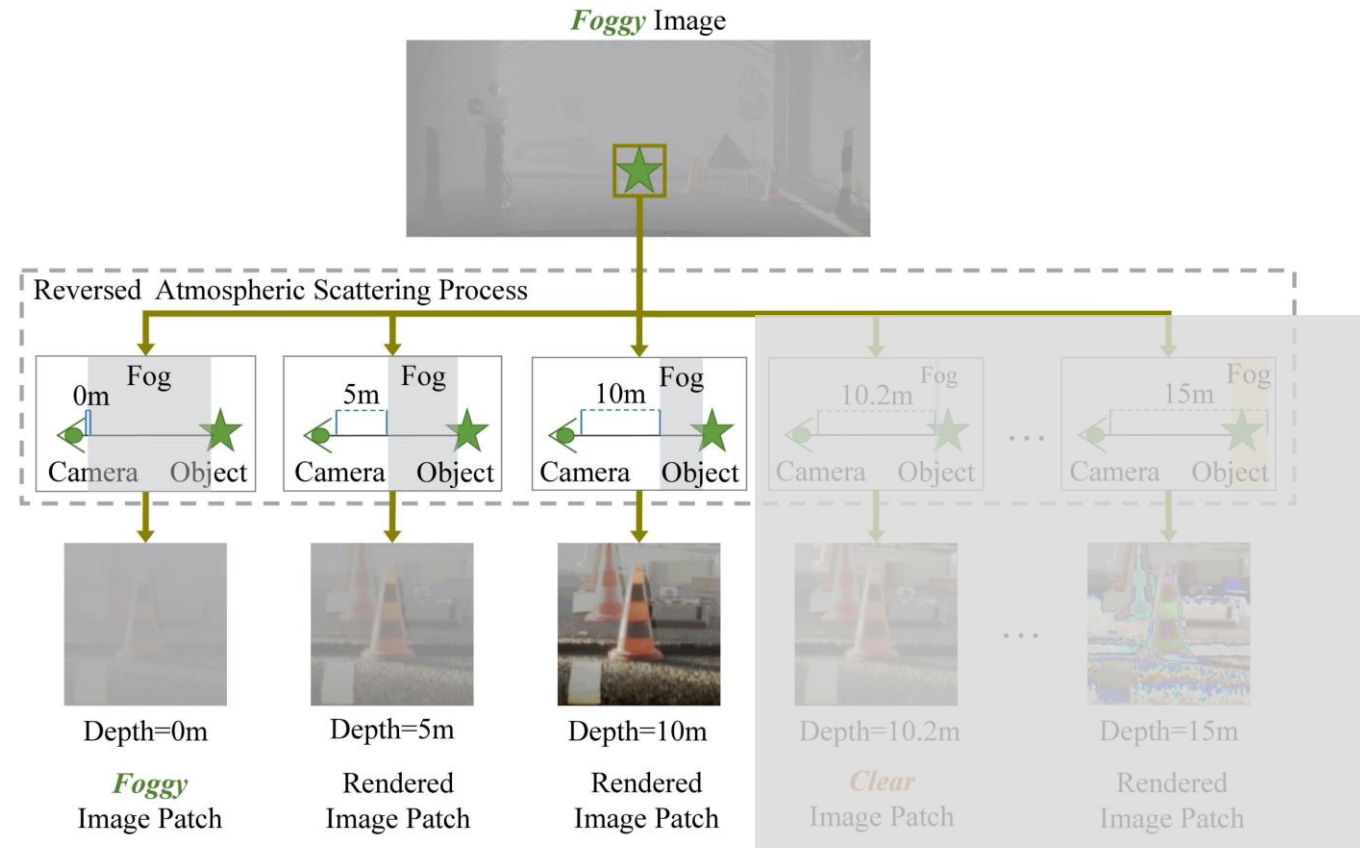 Foggy Image
Reversed Atmospheric Scattering Process
Fog
0m
Camera Object
Fog
5m
Camera Object
Fog
10m
Camera Object
Fog
10.2m
Camera Object
...
Fog
15m
Camera Object
...
Depth=0m
Depth=5m
Depth=10m
Depth=10.2m
Depth=15m
Foggy
Image Patch
Rendered
Image Patch
Rendered
Image Patch
Clear
Image Patch
Rendered
Image Patch